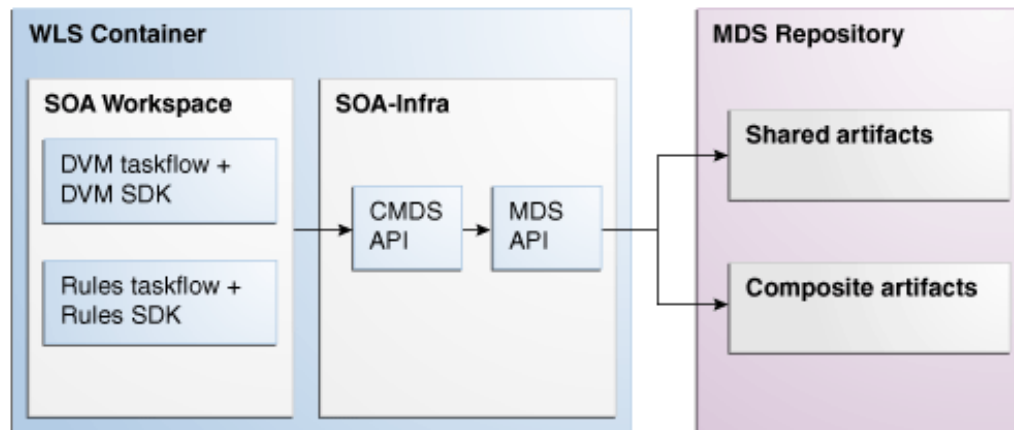 WLS Container
SOA Workspace
DVM taskflow +
DVM SDK
Rules taskflow +
Rules SDK
SOA-Infra
CMDS
API
MDS
API
MDS Repository
Shared artifacts
Composite artifacts